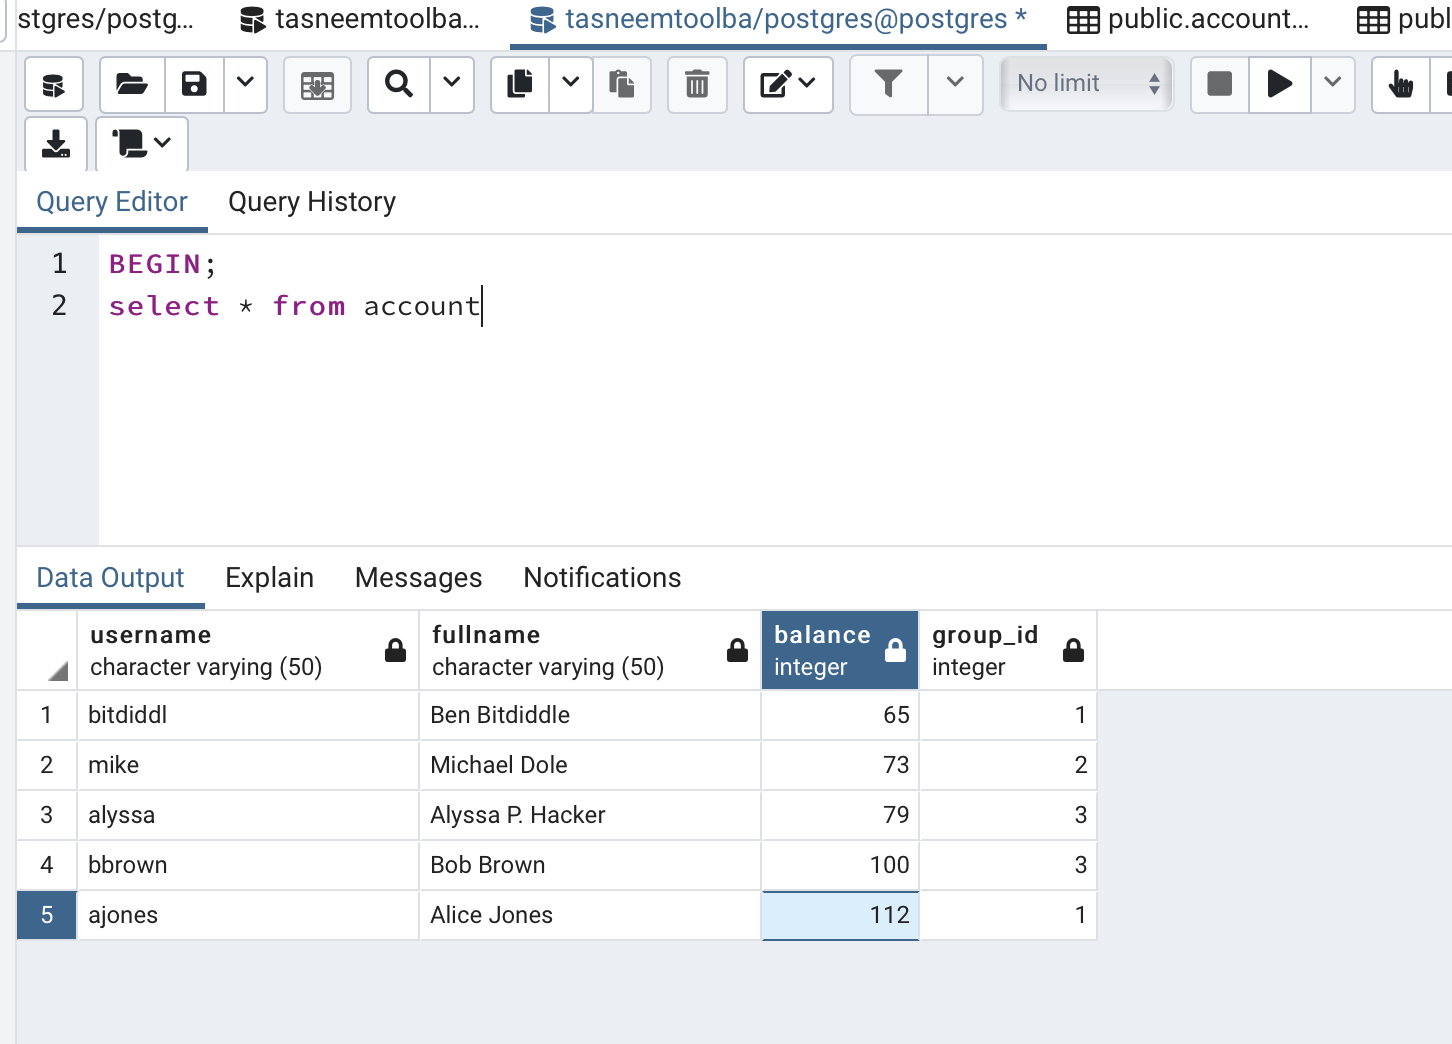 stgres/postg... tasneemtoolba... tasneemtoolba/postgres@postgres * public.account... publ
No limit
Query Editor Query History
1 BEGIN;
2 select * from account
Data Output Explain Messages Notifications
username fullname balance group_id
character varying (50) character varying (50) integer integer
1 bitdiddl Ben Bitdiddle 65 1
2 mike Michael Dole 73 2
3 alyssa Alyssa P. Hacker 79 3
4 bbrown Bob Brown 100 3
5 ajones Alice Jones 112 1